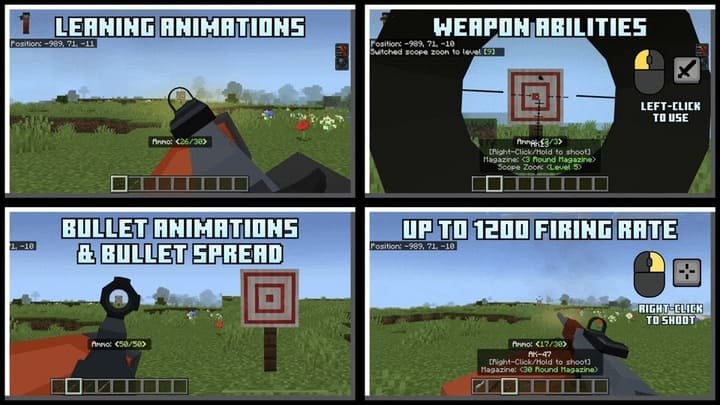 LEANING ANIMATIONS
Position: -989, 71, -11
Ammo: <26/30>
WEAPON ABILITIES
Position: -989, 71, -10
Switched scope zoom to level [9]
LEFT-CLICK
TO USE
[Right-Click/Hold to shoot]
Magazine: <3 Round Magazine>
Scope Zoom: <Level 5>
BULLET ANIMATIONS
& BULLET SPREAD
71, -10
Ammo: <50/50>
UP TO 1200 FIRING RATE
Position: -989, 71, -10
RIGHT-CLICK
TO SHOOT
Ammo: <17/30>
AK-47
[Right-Click/Hold to shoot]
Magazine: <30 Round Magazine>